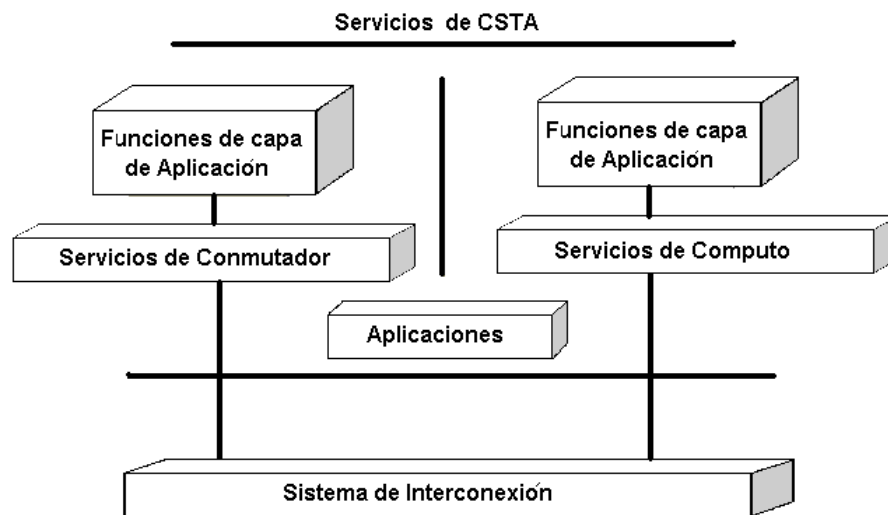 Servicios de CSTA
Funciones de capa
de Aplicación
Funciones de capa
de Aplicación
Servicios de Conmutador
Servicios de Computo
Aplicaciones
Sistema de Interconexión